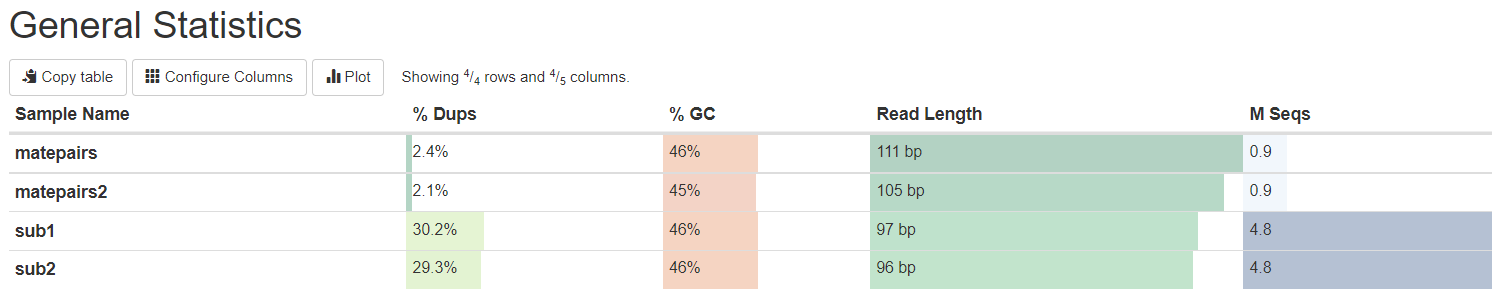 General Statistics
Copy table Configure Columns Plot Showing 4/4 rows and 4/5 columns.
Sample Name % Dups % GC Read Length M Seqs
matepairs 2.4% 46% 111 bp 0.9
matepairs2 2.1% 45% 105 bp 0.9
sub1 30.2% 46% 97 bp 4.8
sub2 29.3% 46% 96 bp 4.8